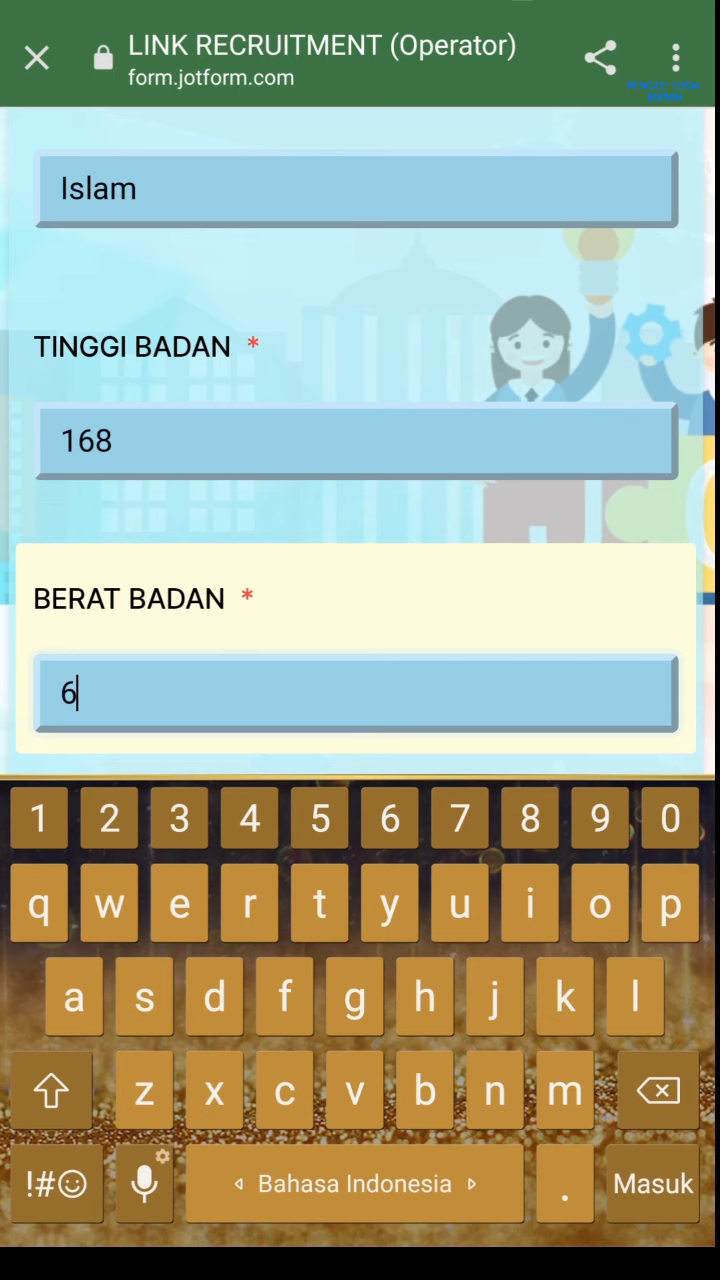 LINK RECRUITMENT (Operator)
form.jotform.com
Islam
TINGGI BADAN *
168
BERAT BADAN *
6
1 2 3 4 5 6 7 8 9 0
q w e r t y u i o p
a s d f g h j k l
z x c v b n m
!#☺ Bahasa Indonesia . Masuk